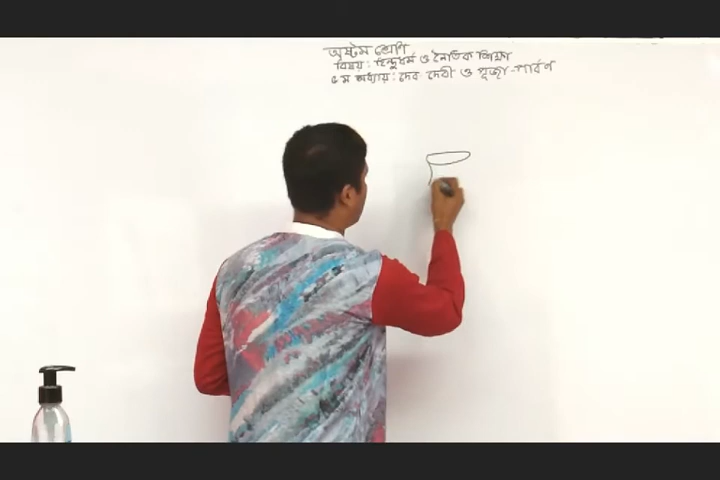 অষ্টম শ্রেণি
বিষয় : হিন্দুধর্ম ও নৈতিক শিক্ষা
৫ম অধ্যায় : দেব-দেবী ও পূজা-পার্বণ